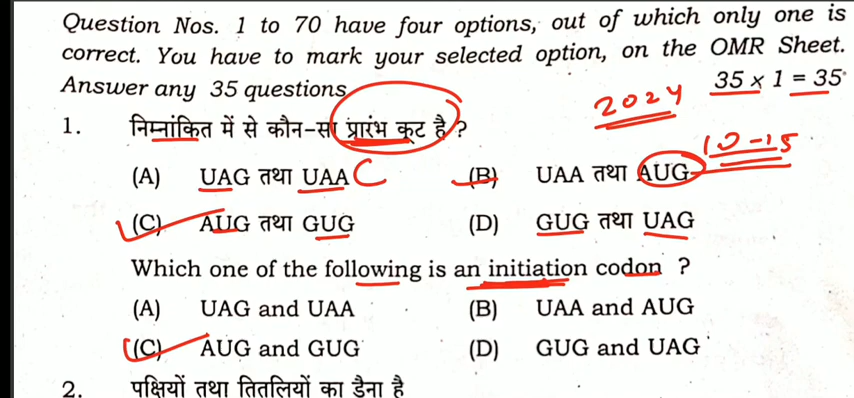 Question Nos. 1 to 70 have four options, out of which only one is
correct. You have to mark your selected option, on the OMR Sheet.
Answer any 35 questions.
35 x 1 = 35
2024
1. निम्नांकित में से कौन-सा प्रारंभ कूट है ?
10-15
(A) UAG तथा UAA C (B) UAA तथा AUG
(C) AUG तथा GUG (D) GUG तथा UAG
Which one of the following is an initiation codon ?
(A) UAG and UAA (B) UAA and AUG
(C) AUG and GUG (D) GUG and UAG
2. पक्षियों तथा तितलियों का डैना है